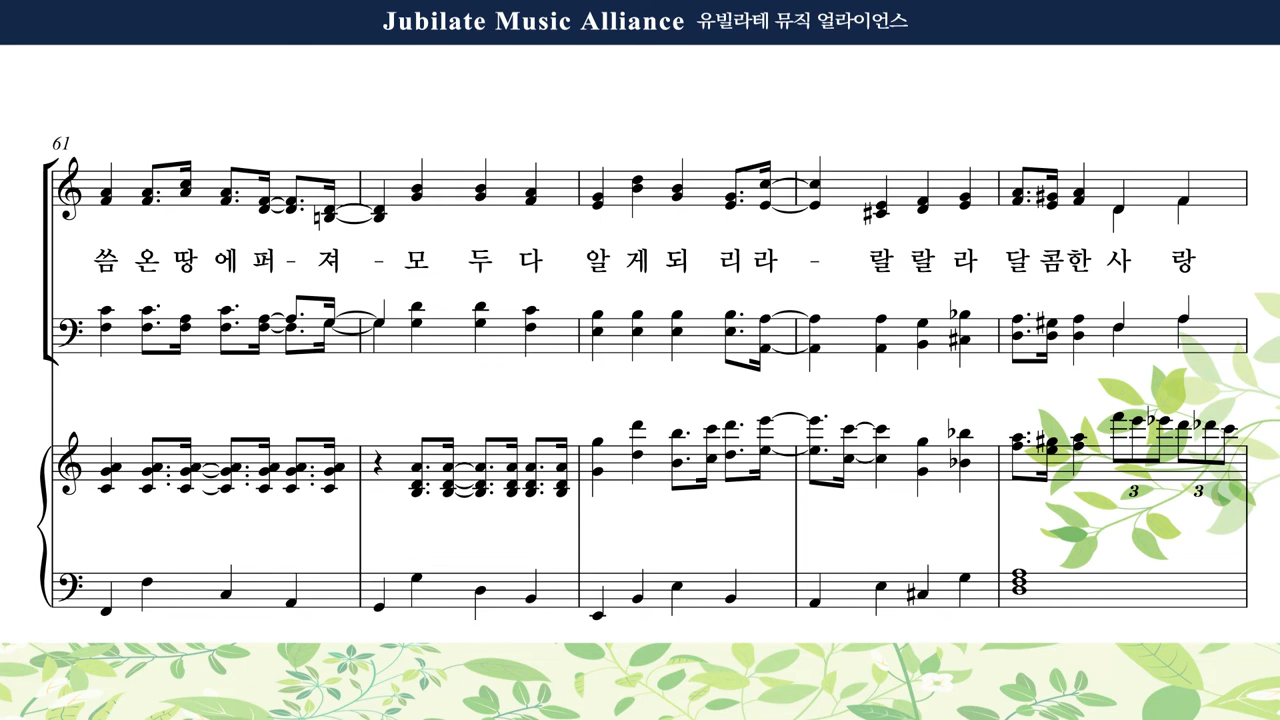 Jubilate Music Alliance 유빌라테 뮤직 얼라이언스
61
씀 온 땅 에 퍼 - 져 - 모 두 다 알 게 되 리 라 - 랄 랄 라 달 콤 한 사 랑
3 3